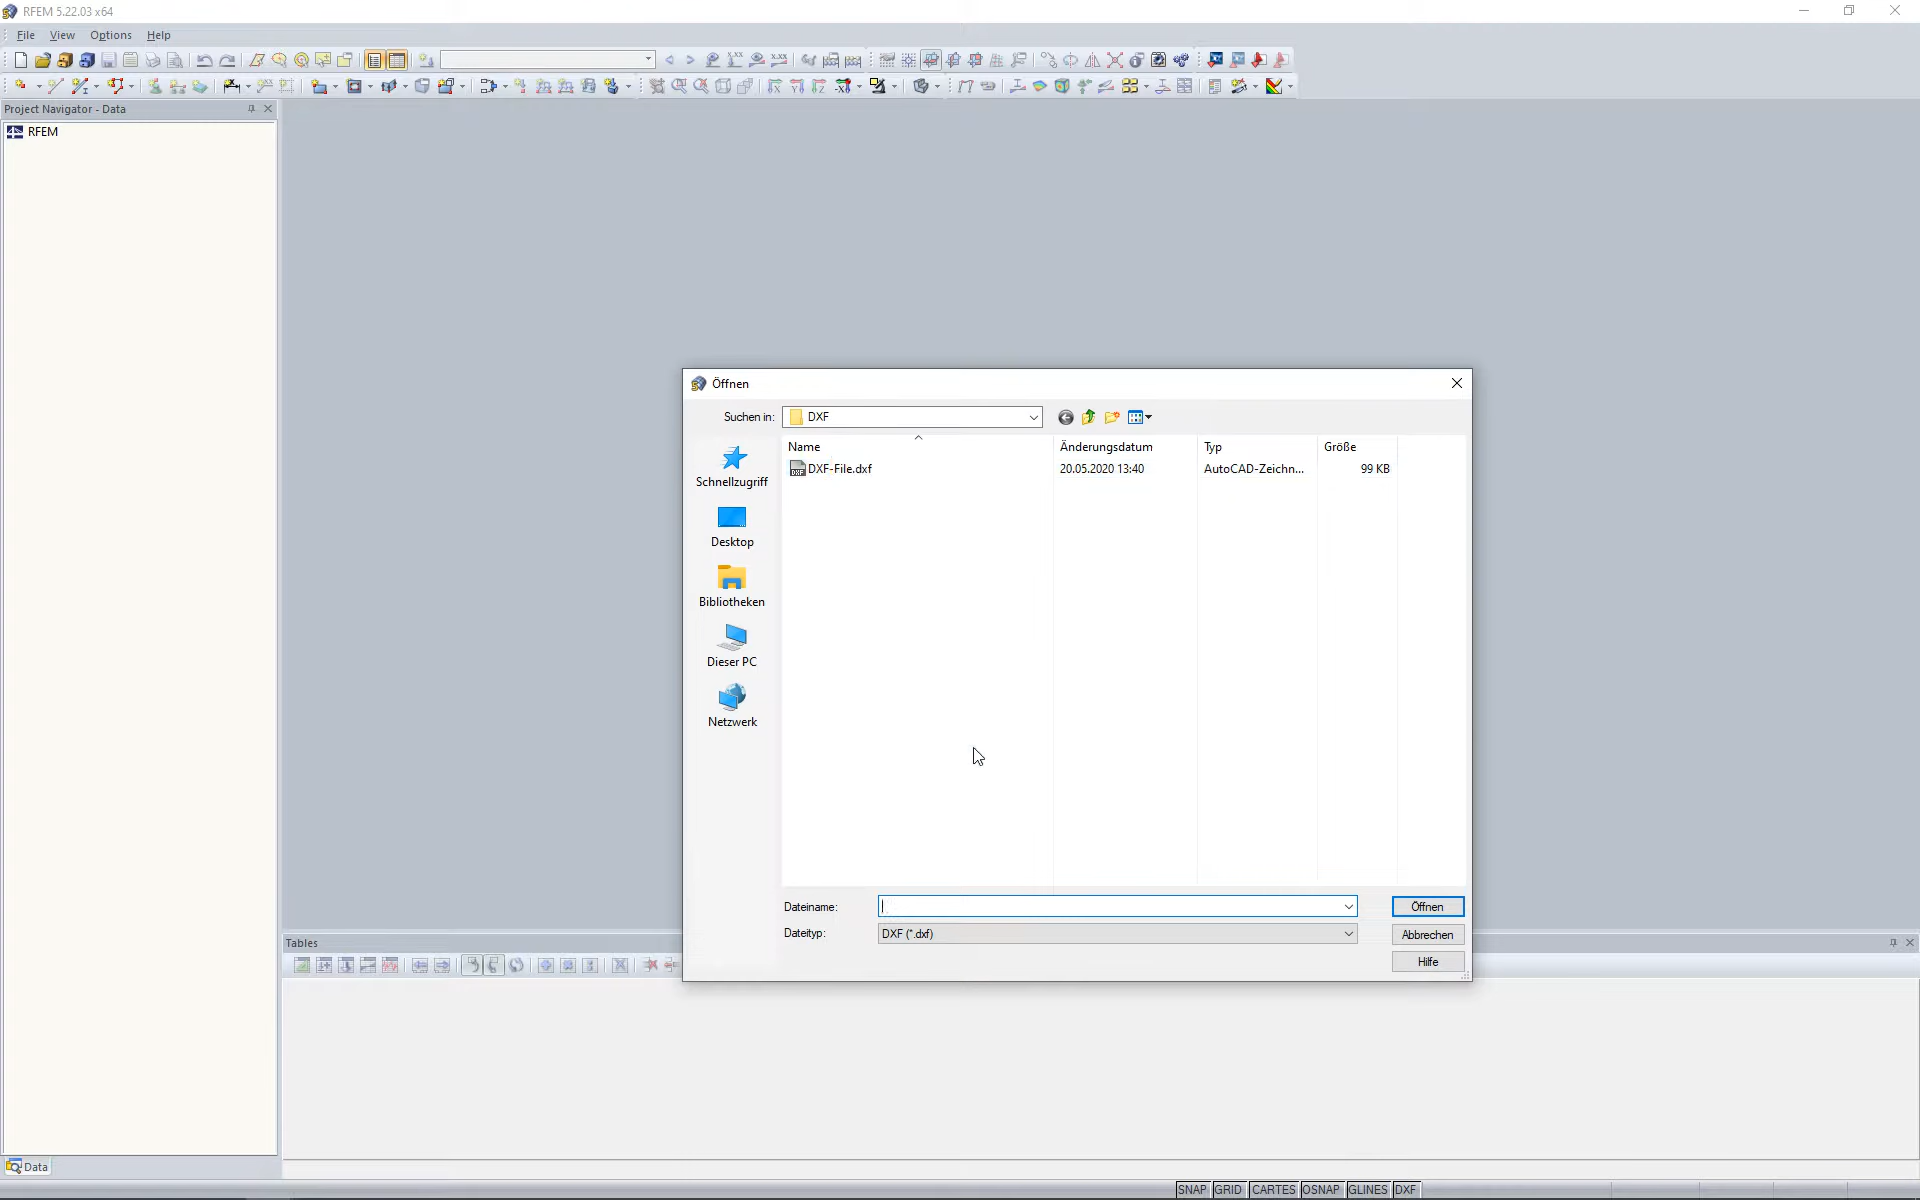 RFEM 5.22.03 x64
File View Options Help
Project Navigator - Data
RFEM
Öffnen
Suchen in: DXF
Name Änderungsdatum Typ Größe
DXF-File.dxf 20.05.2020 13:40 AutoCAD-Zeichn... 99 KB
Schnellzugriff
Desktop
Bibliotheken
Dieser PC
Netzwerk
Dateiname: Öffnen
Dateityp: DXF (*.dxf) Abbrechen
Hilfe
Tables
Data
SNAP GRID CARTES OSNAP GLINES DXF